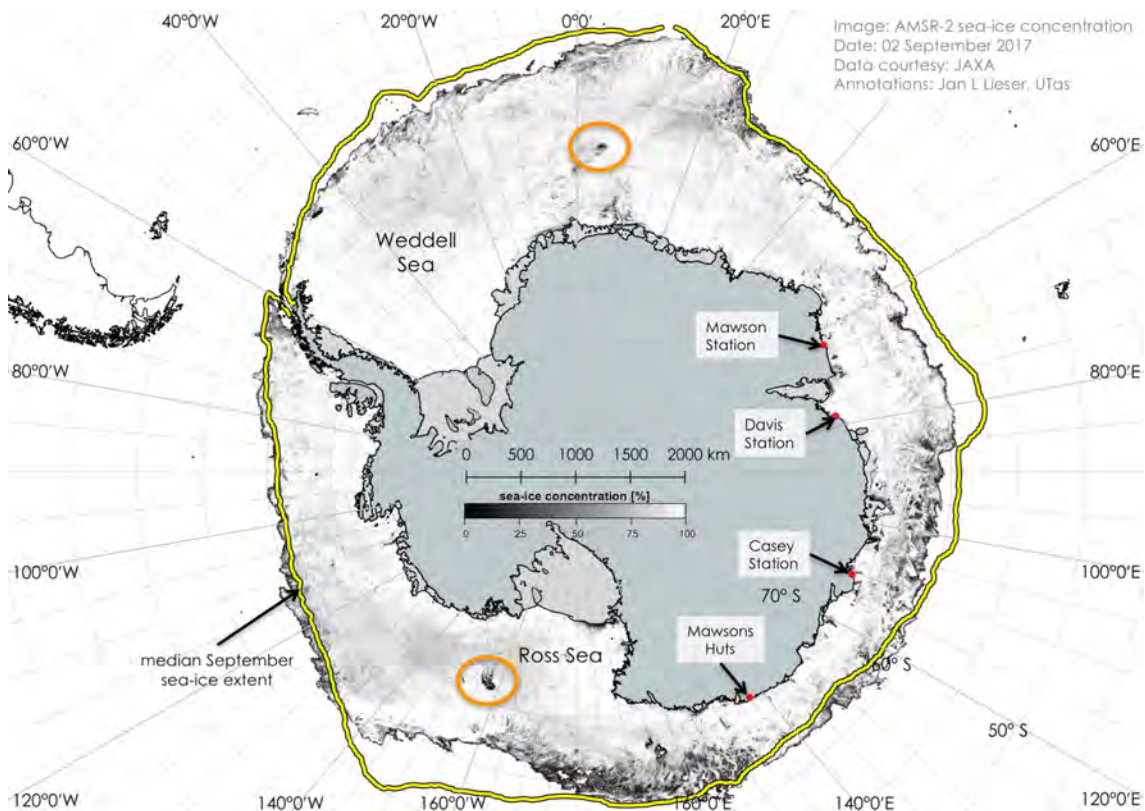 Image: AMSR-2 sea-ice concentration
Date: 02 September 2017
Data courtesy: JAXA
Annotations: Jan L Lieser, UTas
40°0'W
20°0'W
0°0'E
20°0'E
60°0'W
60°0'E
Weddell
Sea
Mawson
Station
80°0'W
80°0'E
Davis
Station
0 5000 1000 1500 2000 km
sea-ice concentration [%]
0 25 50 75 100
Casey
Station
100°0'W
100°0'E
70° S
Mawsons
Huts
median September
sea-ice extent
Ross Sea
60° S
50° S
120°0'W
140°0'W
160°0'W
160°0'E
140°0'E
120°0'E